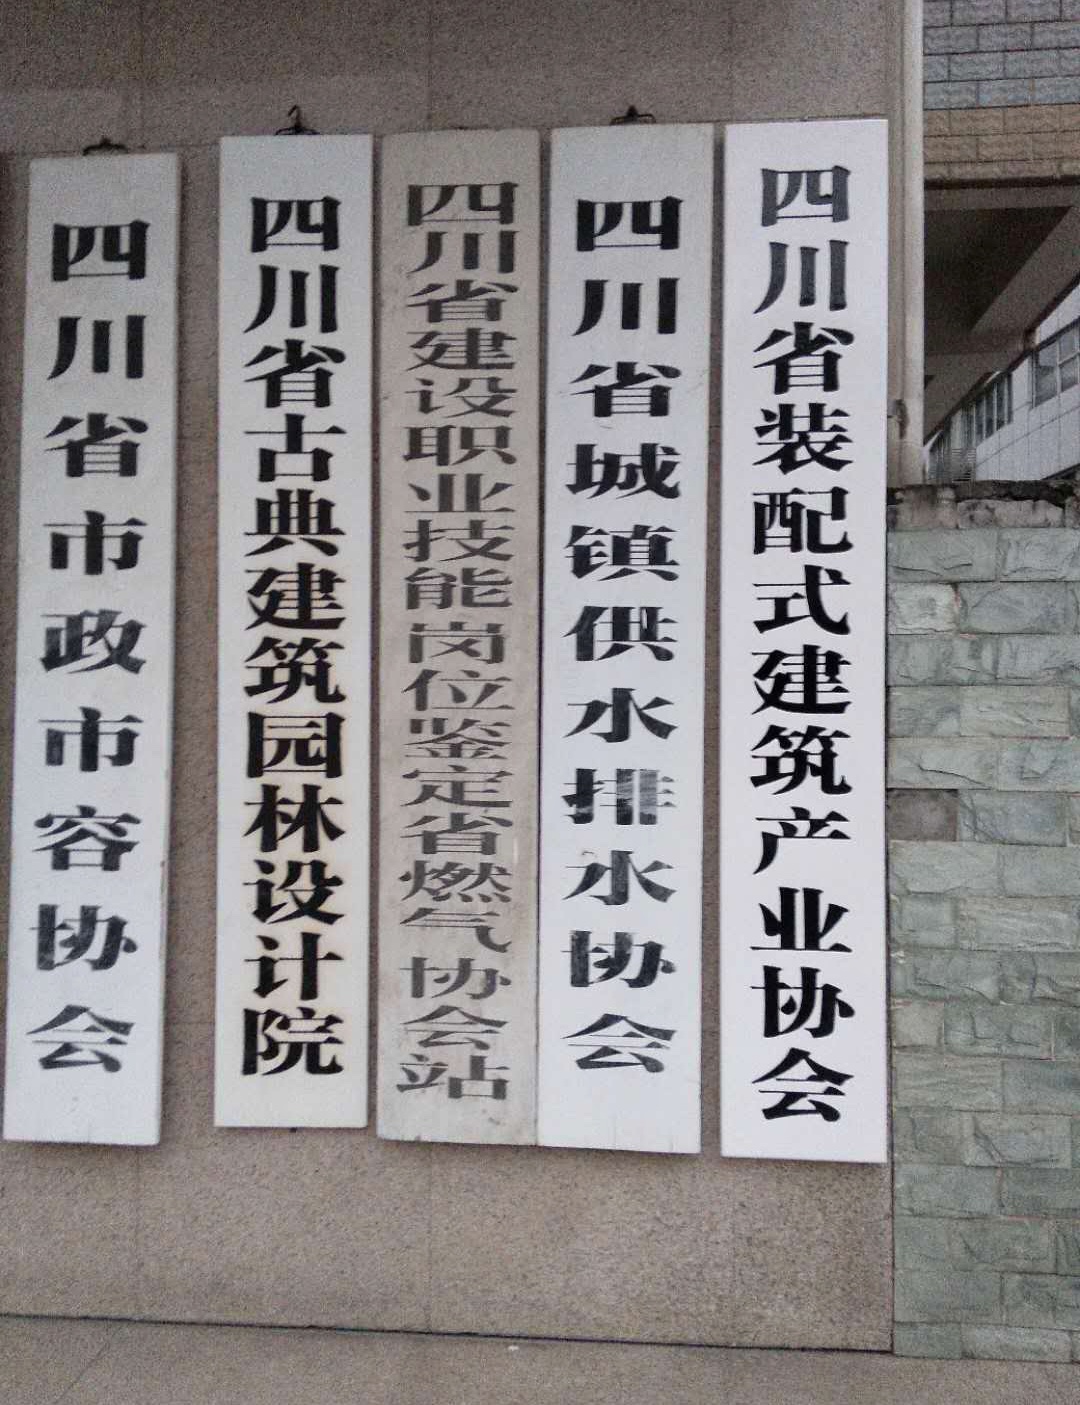 四川省市政市容协会
四川省古典建筑园林设计院
四川省建设职业技能岗位鉴定省燃气协会站
四川省城镇供水排水协会
四川省装配式建筑产业协会